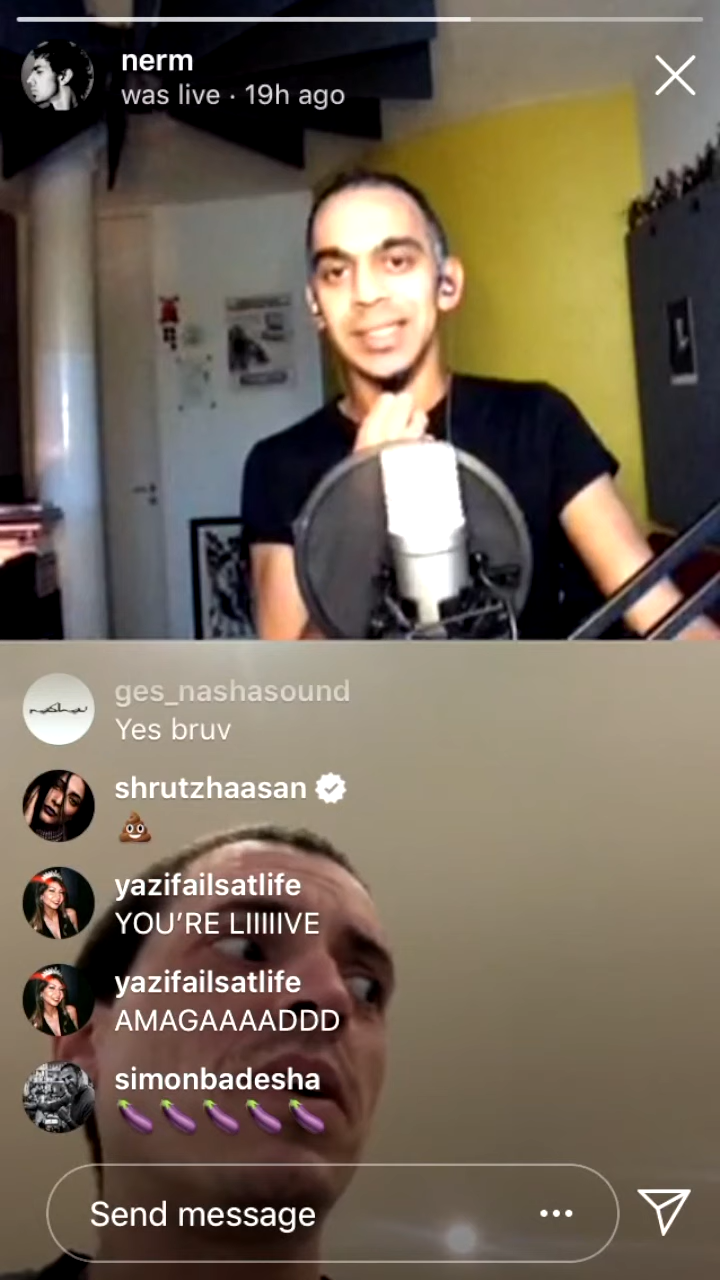 nerm
was live · 19h ago
ges_nashasound
Yes bruv
shrutzhaasan
💩
yazifailsatlife
YOU'RE LIIIIIVE
yazifailsatlife
AMAGAAAADDD
simonbadesha
🍆🍆🍆🍆🍆
Send message